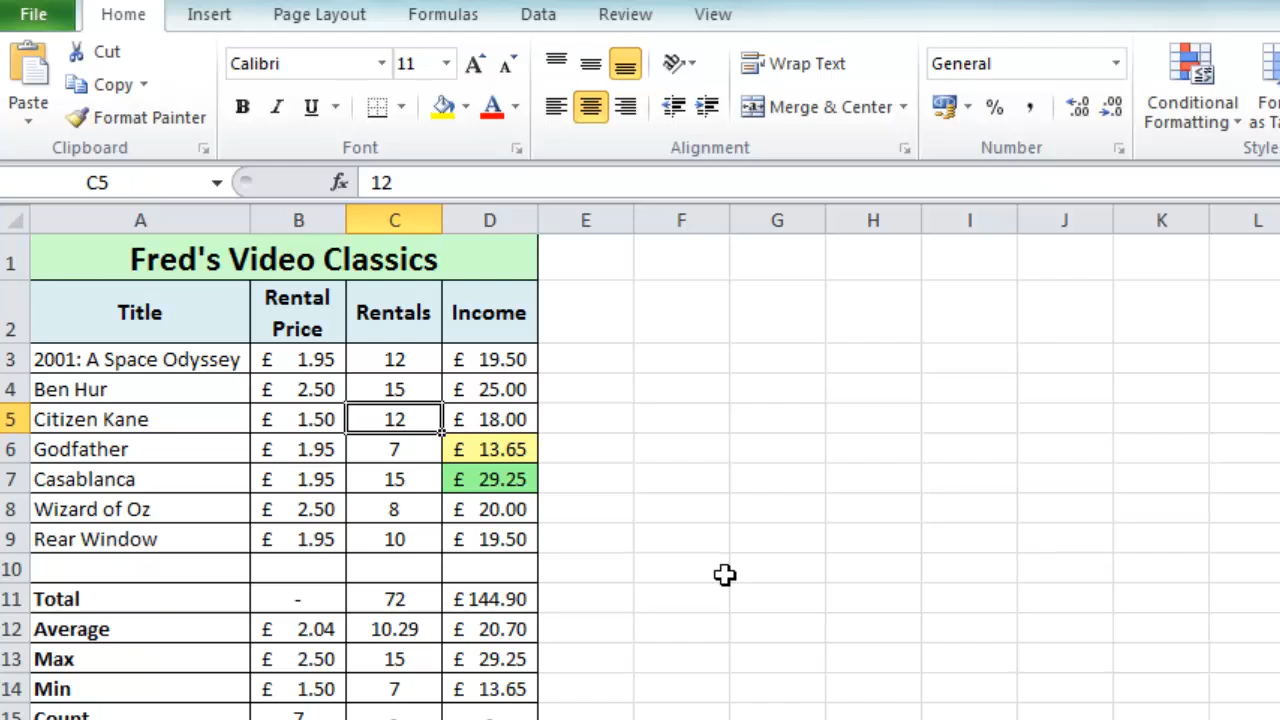 File Home Insert Page Layout Formulas Data Review View
Cut
Copy
Format Painter
Paste
Clipboard
Calibri 11
B I U A
Font
Wrap Text
Merge & Center
Alignment
General
% ,
Number
Conditional
Formatting
as Ta
Style
C5 fx 12
A B C D E F G H I J K L
1 Fred's Video Classics
2 Title Rental Price Rentals Income
3 2001: A Space Odyssey £ 1.95 12 £ 19.50
4 Ben Hur £ 2.50 15 £ 25.00
5 Citizen Kane £ 1.50 12 £ 18.00
6 Godfather £ 1.95 7 £ 13.65
7 Casablanca £ 1.95 15 £ 29.25
8 Wizard of Oz £ 2.50 8 £ 20.00
9 Rear Window £ 1.95 10 £ 19.50
10
11 Total - 72 £ 144.90
12 Average £ 2.04 10.29 £ 20.70
13 Max £ 2.50 15 £ 29.25
14 Min £ 1.50 7 £ 13.65
15 Count 7 - -